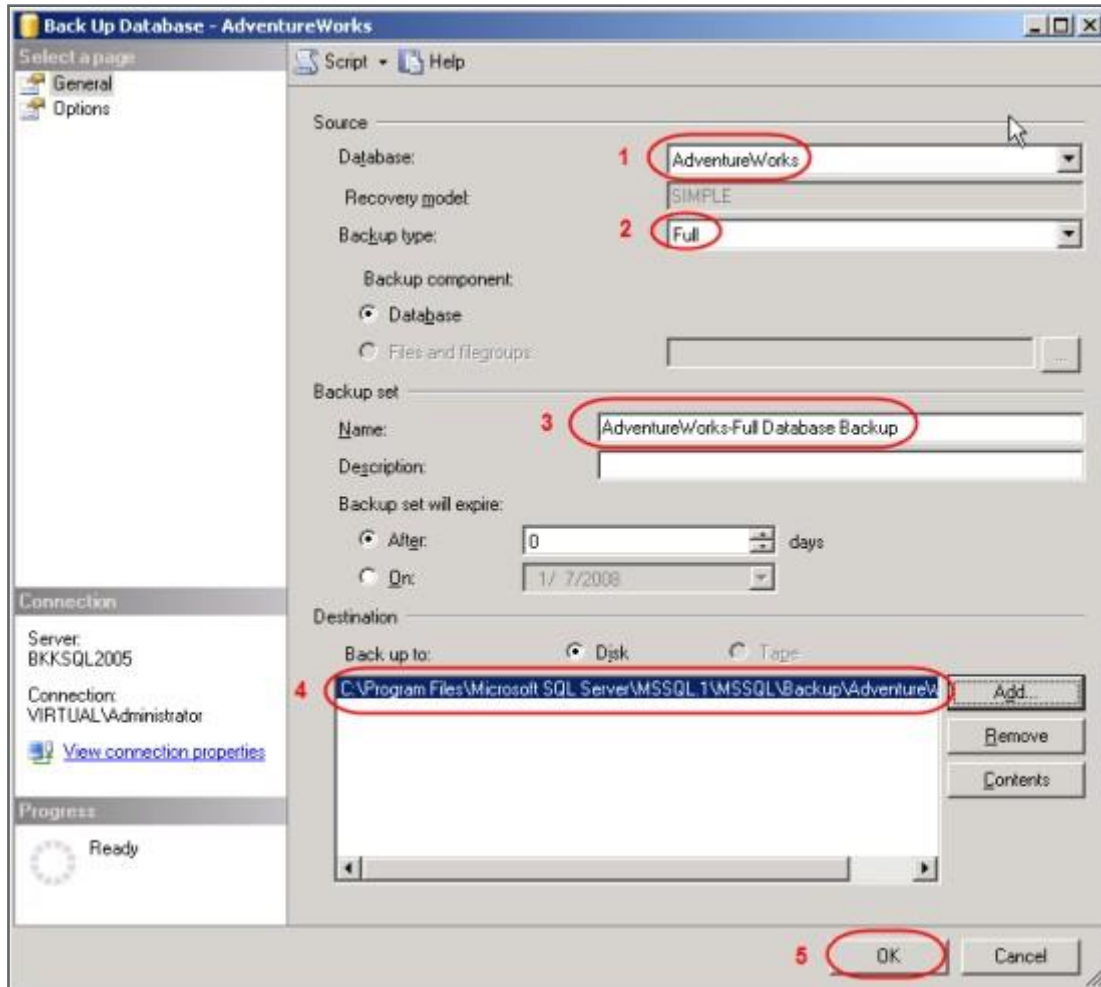 Back Up Database - AdventureWorks
Select a page
General
Options
Script Help
Source
Database: 1 AdventureWorks
Recovery model: SIMPLE
Backup type: 2 Full
Backup component:
Database
Files and filegroups: ...
Backup set
Name: 3 AdventureWorks-Full Database Backup
Description:
Backup set will expire:
After: 0 days
On: 1/ 7/2008
Destination
Back up to: Disk Tape
4 C:\Program Files\Microsoft SQL Server\MSSQL.1\MSSQL\Backup\AdventureW Add...
Remove
Contents
Connection
Server:
BKKSQL2005
Connection:
VIRTUAL\Administrator
View connection properties
Progress
Ready
5 OK Cancel